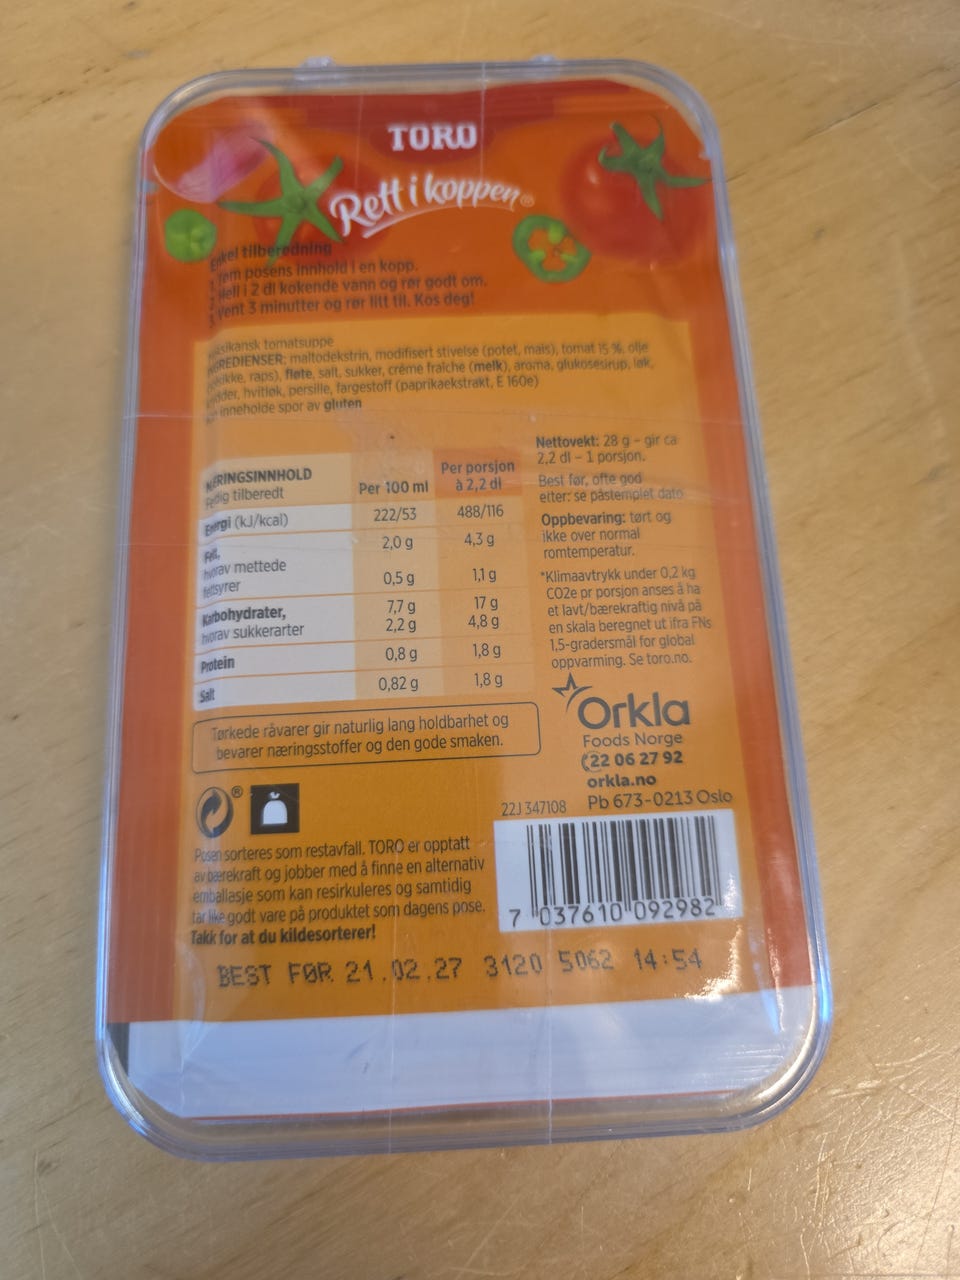 TORO
Rett i koppen®
Enkel tilberedning
1. Tøm posens innhold i en kopp.
2. Hell i 2 dl kokende vann og rør godt om.
3. Vent 3 minutter og rør litt til. Kos deg!
Meksikansk tomatsuppe
INGREDIENSER: maltodekstrin, modifisert stivelse (potet, mais), tomat 15 %, olje
(solsikke, raps), fløte, salt, sukker, créme fraîche (melk), aroma, glukosesirup, løk,
krydder, hvitløk, persille, fargestoff (paprikaekstrakt, E 160e)
Kan inneholde spor av gluten
NÆRINGSINNHOLD
Ferdig tilberedt
Per 100 ml
Per porsjon
à 2,2 dl
Energi (kJ/kcal) 222/53 488/116
Fett, 2,0 g 4,3 g
hvorav mettede
fettsyrer 0,5 g 1,1 g
Karbohydrater, 7,7 g 17 g
hvorav sukkerarter 2,2 g 4,8 g
Protein 0,8 g 1,8 g
Salt 0,82 g 1,8 g
Nettovekt: 28 g – gir ca
2,2 dl – 1 porsjon.
Best før, ofte god
etter: se påstemplet dato
Oppbevaring: tørt og
ikke over normal
romtemperatur.
*Klimaavtrykk under 0,2 kg
CO2e pr porsjon anses å ha
et lavt/bærekraftig nivå på
en skala beregnet ut ifra FNs
1,5-gradersmål for global
oppvarming. Se toro.no.
Tørkede råvarer gir naturlig lang holdbarhet og
bevarer næringsstoffer og den gode smaken.
Orkla
Foods Norge
22 06 27 92
orkla.no
22J 347108 Pb 673-0213 Oslo
®
Posen sorteres som restavfall. TORO er opptatt
av bærekraft og jobber med å finne en alternativ
emballasje som kan resirkuleres og samtidig
tar like godt vare på produktet som dagens pose.
Takk for at du kildesorterer!
7 037610 092982
BEST FØR 21.02.27 3120 5062 14:54